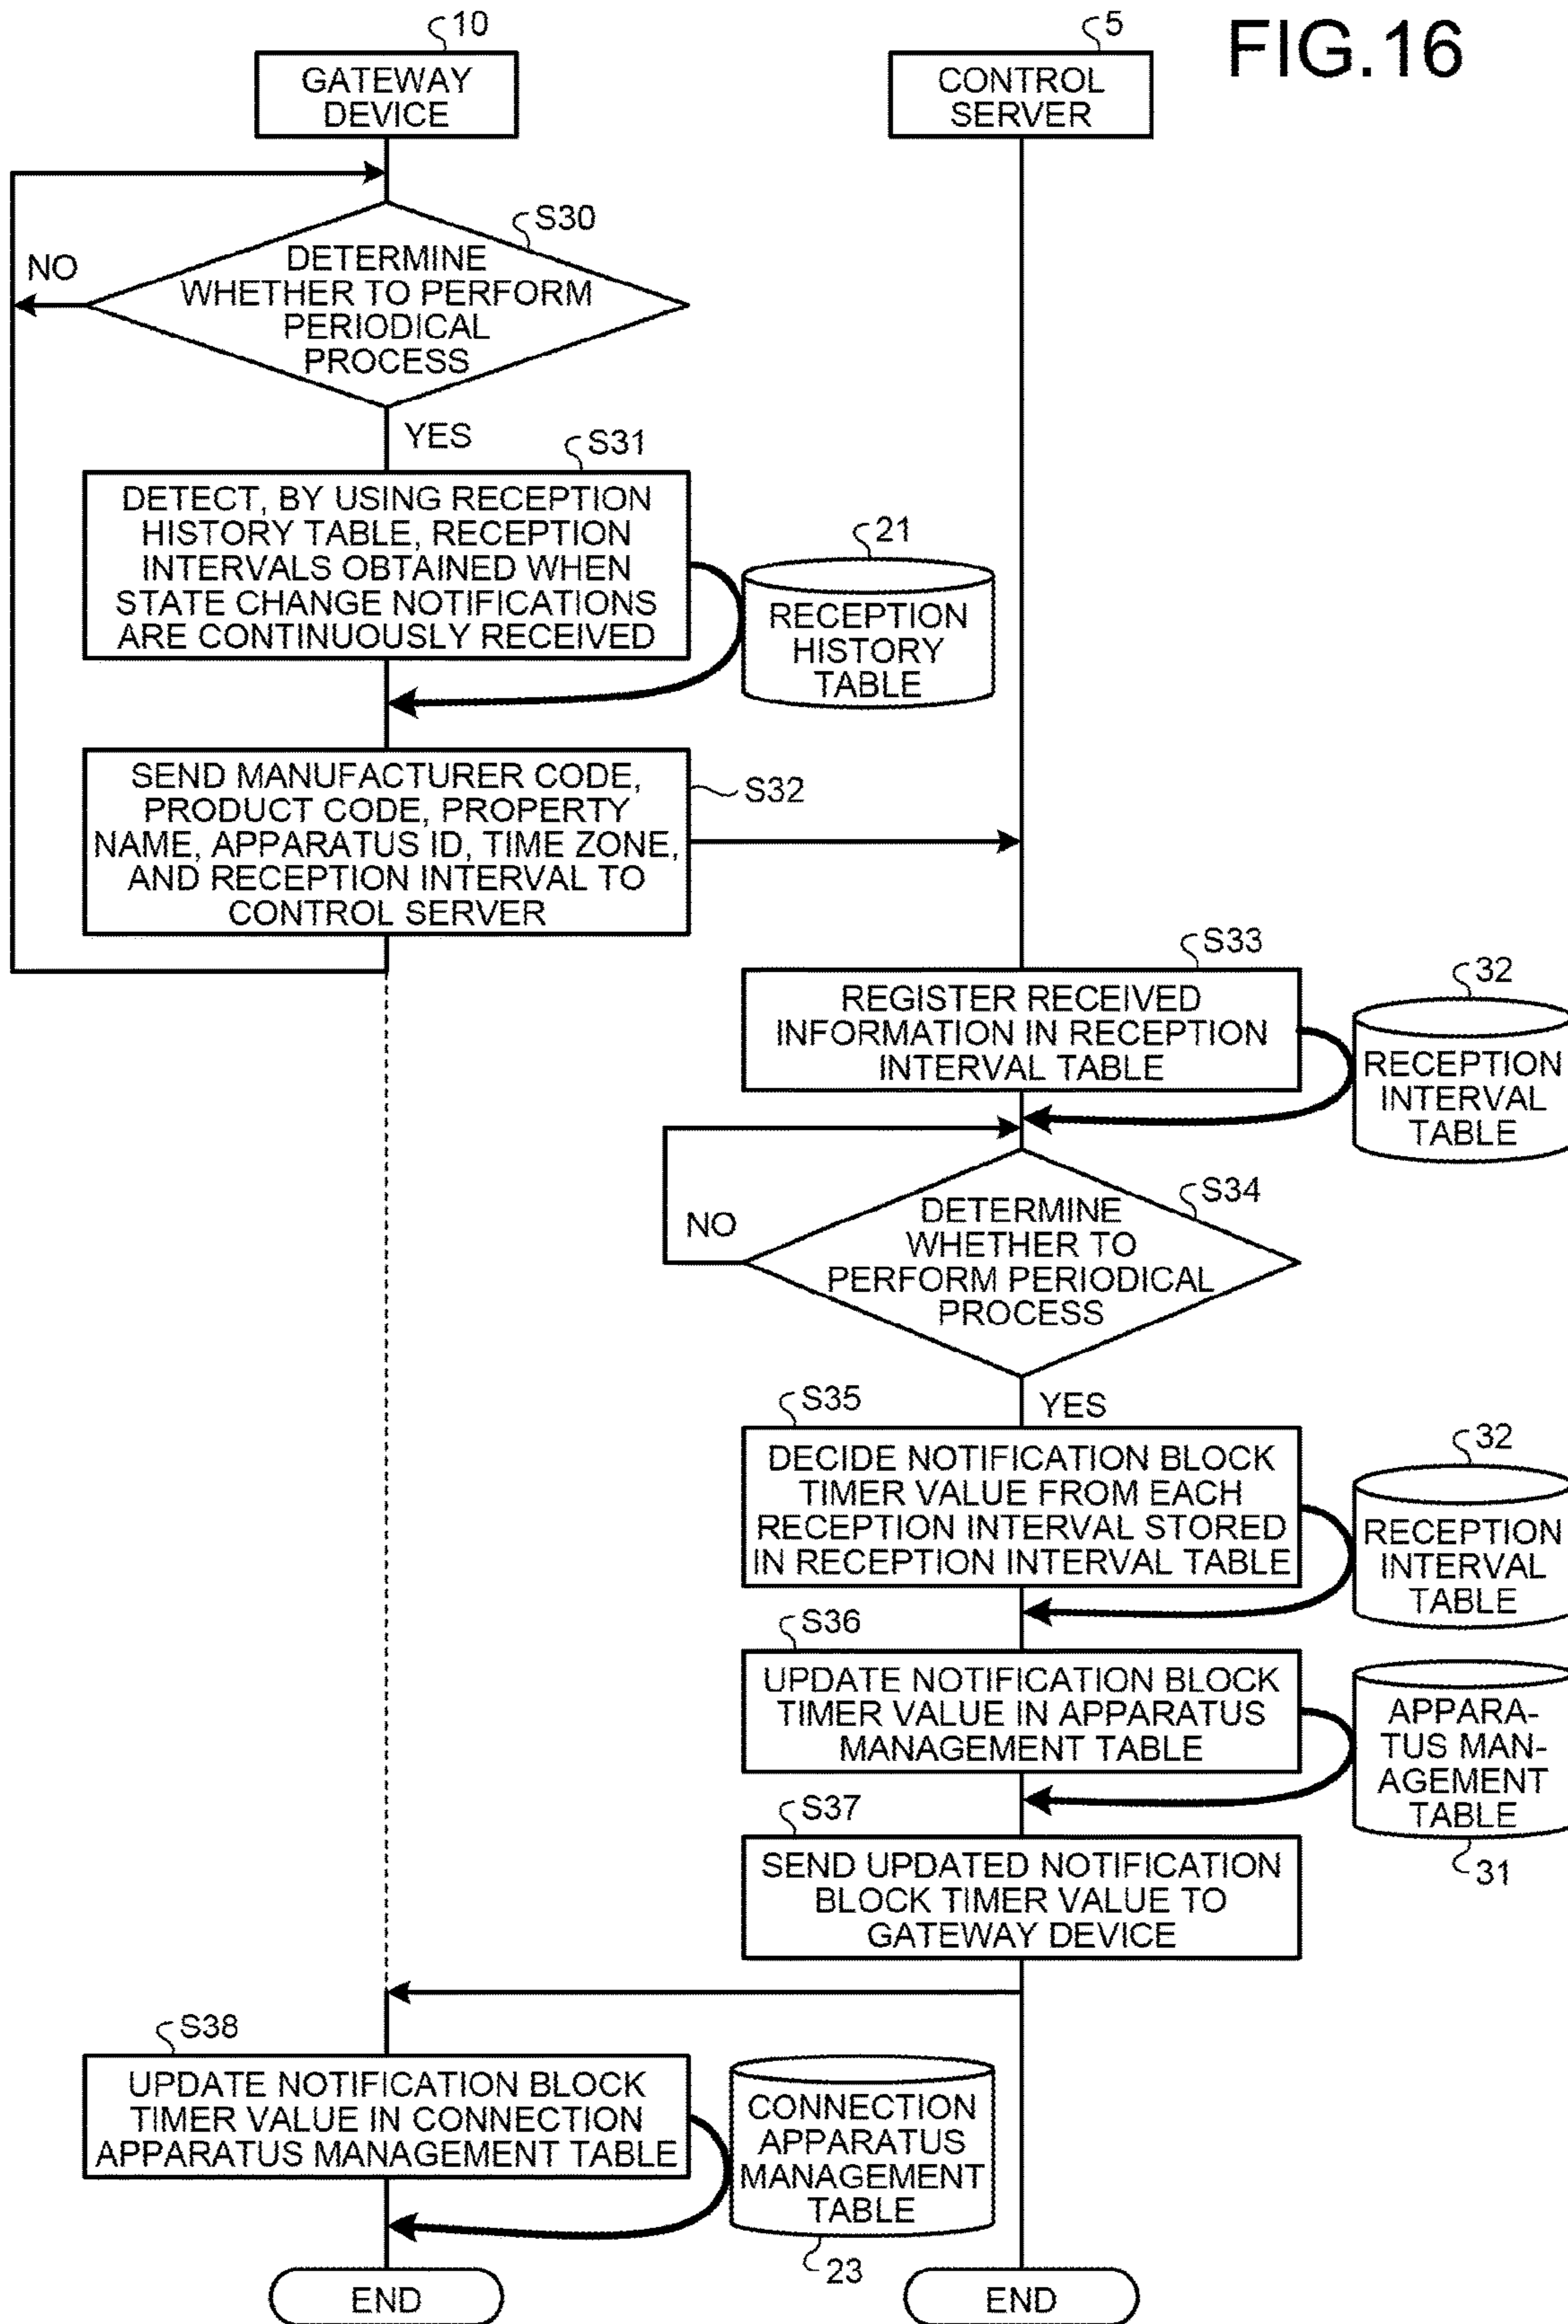 FIG.16
10
GATEWAY
DEVICE
5
CONTROL
SERVER
S30
DETERMINE
WHETHER TO PERFORM
PERIODICAL
PROCESS
NO
YES
S31
DETECT, BY USING RECEPTION
HISTORY TABLE, RECEPTION
INTERVALS OBTAINED WHEN
STATE CHANGE NOTIFICATIONS
ARE CONTINUOUSLY RECEIVED
21
RECEPTION
HISTORY
TABLE
S32
SEND MANUFACTURER CODE,
PRODUCT CODE, PROPERTY
NAME, APPARATUS ID, TIME ZONE,
AND RECEPTION INTERVAL TO
CONTROL SERVER
S33
REGISTER RECEIVED
INFORMATION IN RECEPTION
INTERVAL TABLE
32
RECEPTION
INTERVAL
TABLE
S34
DETERMINE
WHETHER TO
PERFORM PERIODICAL
PROCESS
NO
YES
S35
DECIDE NOTIFICATION BLOCK
TIMER VALUE FROM EACH
RECEPTION INTERVAL STORED
IN RECEPTION INTERVAL TABLE
32
RECEPTION
INTERVAL
TABLE
S36
UPDATE NOTIFICATION BLOCK
TIMER VALUE IN APPARATUS
MANAGEMENT TABLE
APPARA-
TUS MAN-
AGEMENT
TABLE
31
S37
SEND UPDATED NOTIFICATION
BLOCK TIMER VALUE TO
GATEWAY DEVICE
S38
UPDATE NOTIFICATION BLOCK
TIMER VALUE IN CONNECTION
APPARATUS MANAGEMENT TABLE
CONNECTION
APPARATUS
MANAGEMENT
TABLE
23
END
END